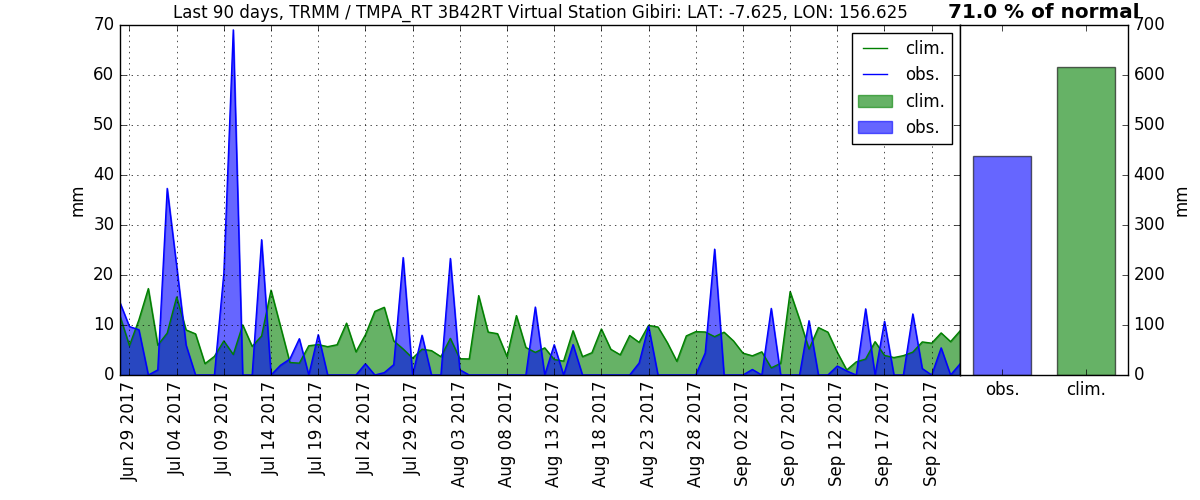 Last 90 days, TRMM / TMPA_RT 3B42RT Virtual Station Gibiri: LAT: -7.625, LON: 156.625
71.0 % of normal
70
60
50
40
30
20
10
0
mm
clim.
obs.
clim.
obs.
Jun 29 2017
Jul 04 2017
Jul 09 2017
Jul 14 2017
Jul 19 2017
Jul 24 2017
Jul 29 2017
Aug 03 2017
Aug 08 2017
Aug 13 2017
Aug 18 2017
Aug 23 2017
Aug 28 2017
Sep 02 2017
Sep 07 2017
Sep 12 2017
Sep 17 2017
Sep 22 2017
obs.
clim.
700
600
500
400
300
200
100
0
mm